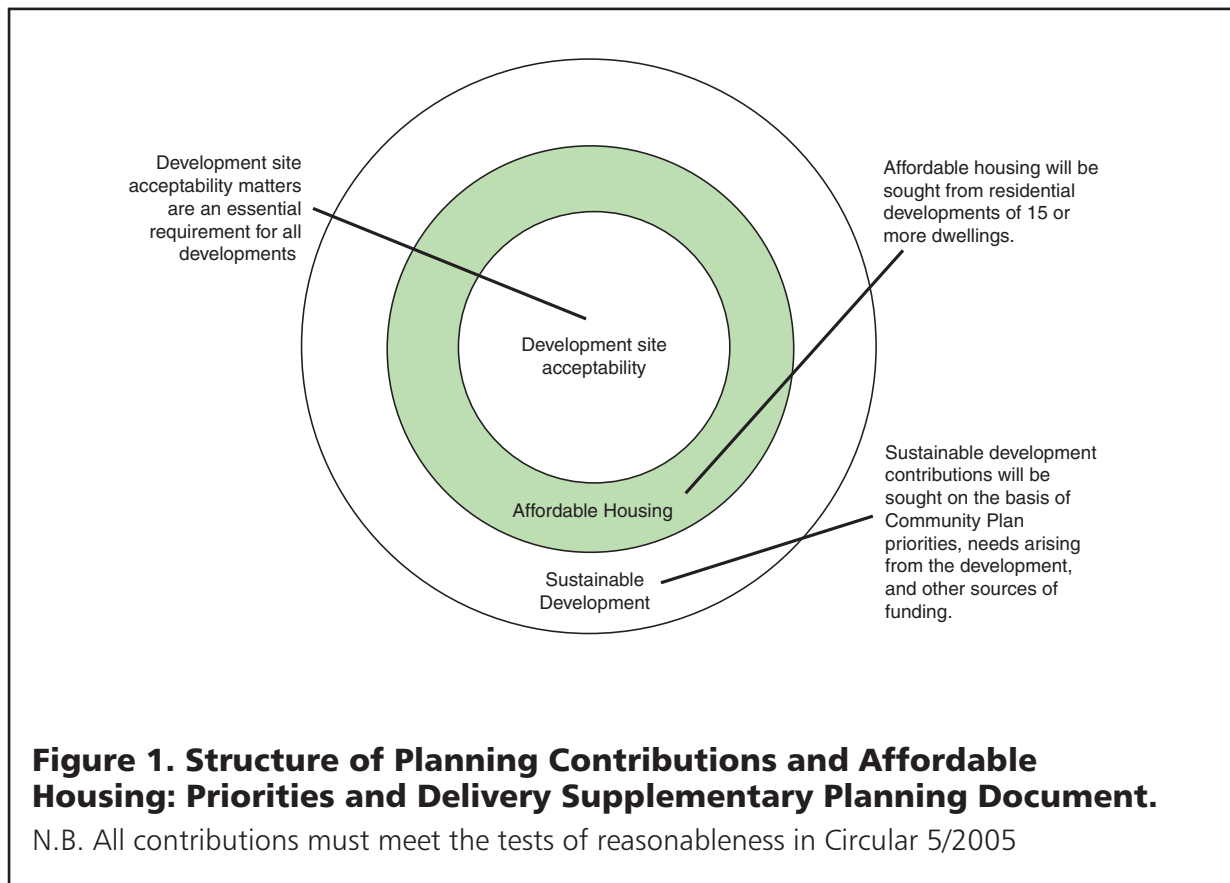 Development site
acceptability matters
are an essential
requirement for all
developments
Affordable housing will be
sought from residential
developments of 15 or
more dwellings.
Development site
acceptability
Affordable Housing
Sustainable
Development
Sustainable development
contributions will be
sought on the basis of
Community Plan
priorities, needs arising
from the development,
and other sources of
funding.
Figure 1. Structure of Planning Contributions and Affordable
Housing: Priorities and Delivery Supplementary Planning Document.
N.B. All contributions must meet the tests of reasonableness in Circular 5/2005